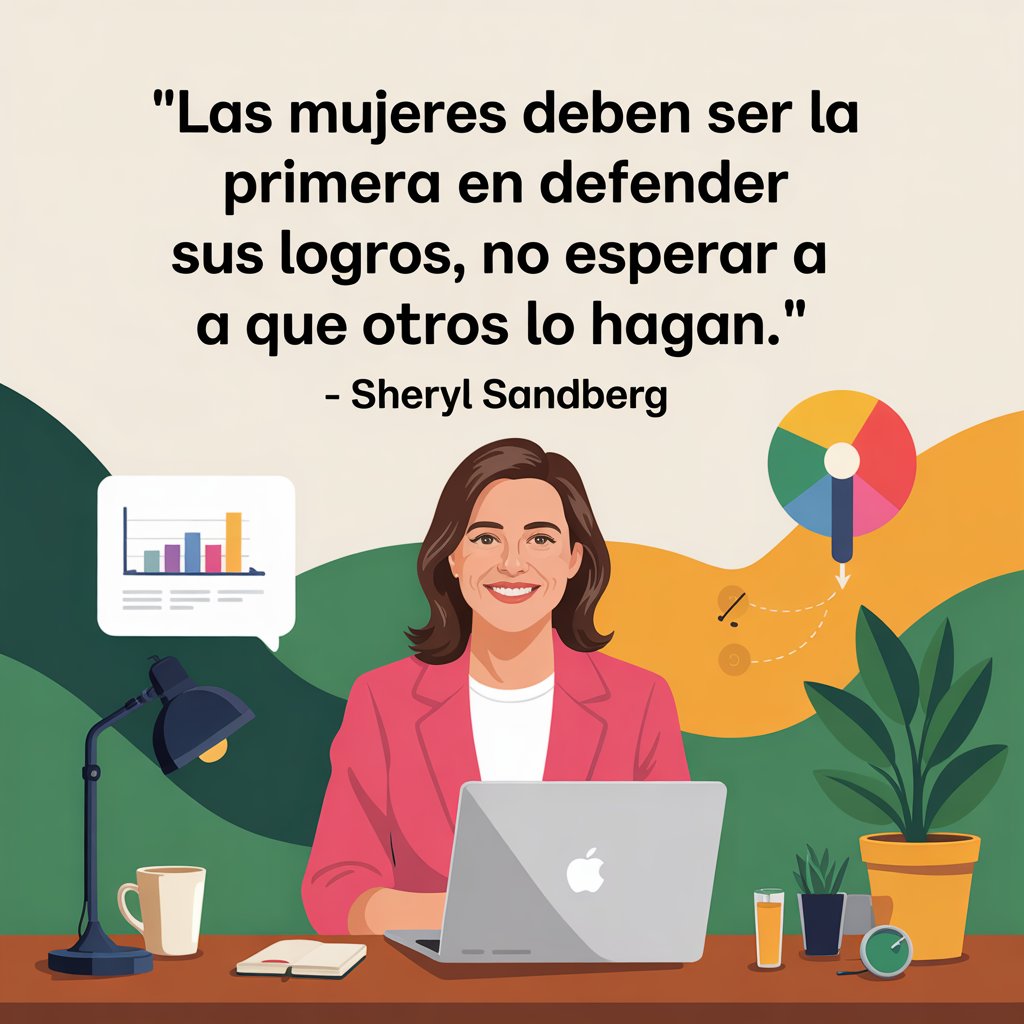 "Las mujeres deben ser la
primera en defender
sus logros, no esperar a
a que otros lo hagan."
- Sheryl Sandberg